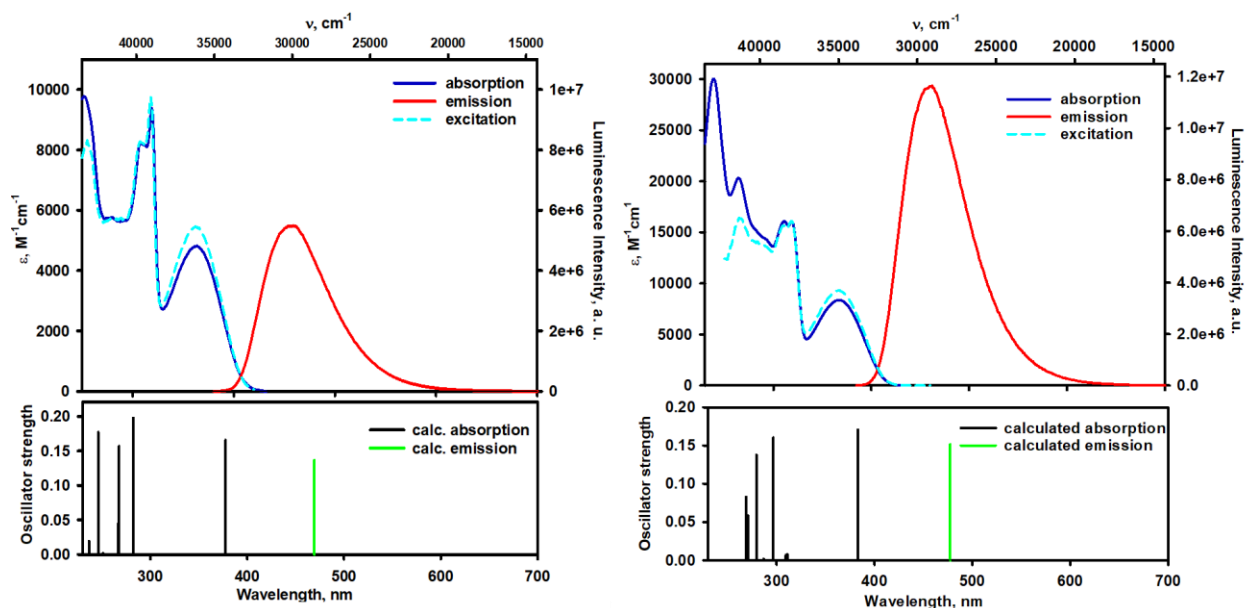 ν, cm⁻¹
40000 35000 30000 25000 20000 15000
10000
8000
6000
4000
2000
0
ε, M⁻¹cm⁻¹
absorption
emission
excitation
1e+7
8e+6
6e+6
4e+6
2e+6
0
Luminescence Intensity, a. u.
0.20
0.15
0.10
0.05
0.00
Oscillator strength
calc. absorption
calc. emission
300 400 500 600 700
Wavelength, nm
ν, cm⁻¹
40000 35000 30000 25000 20000 15000
30000
25000
20000
15000
10000
5000
0
ε, M⁻¹cm¹
absorption
emission
excitation
1.2e+7
1.0e+7
8.0e+6
6.0e+6
4.0e+6
2.0e+6
0.0
Luminescence Intensity, a. u.
0.20
0.15
0.10
0.05
0.00
Oscillator strength
calculated absorption
calculated emission
300 400 500 600 700
Wavelength, nm